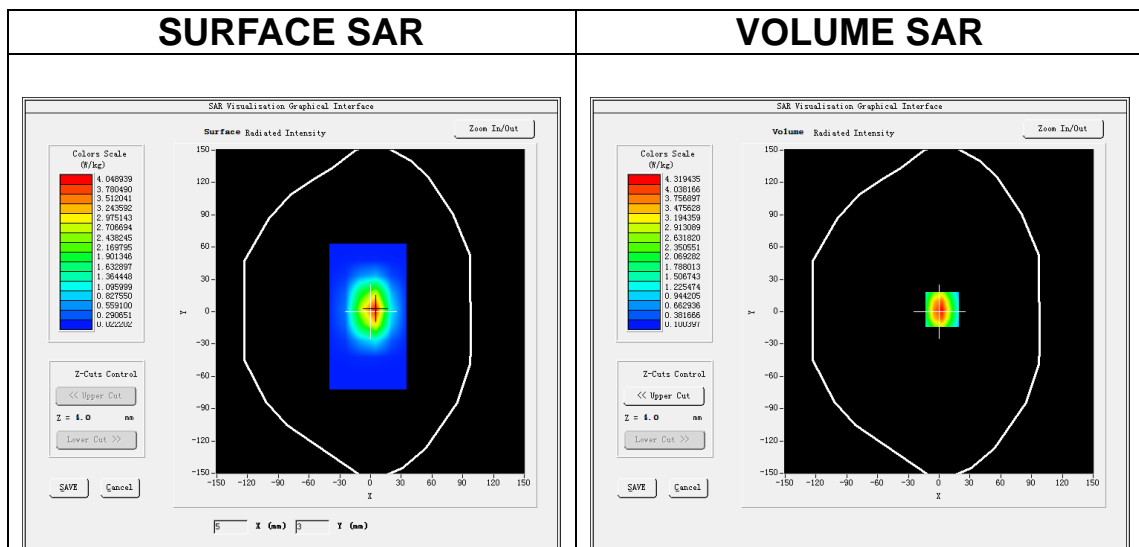 SURFACE SAR
VOLUME SAR
SAR Visualisation Graphical Interface
Surface Radiated Intensity
Zoom In/Out
Colors Scale
(W/kg)
4.048939
3.780490
3.512041
3.243592
2.975143
2.706694
2.438245
2.169795
1.901346
1.632897
1.364448
1.095999
0.827550
0.559100
0.290651
0.022202
150
120
90
60
30
0
-30
-60
-90
-120
-150
Y
-150 -120 -90 -60 -30 0 30 60 90 120 150
X
Z-Cuts Control
<< Upper Cut
Z = 4.0 mm
Lower Cut >>
SAVE Cancel
5 X (mm) 3 Y (mm)
SAR Visualisation Graphical Interface
Volume Radiated Intensity
Zoom In/Out
Colors Scale
(W/kg)
4.319435
4.038166
3.756897
3.475628
3.194359
2.913089
2.631820
2.350551
2.069282
1.788013
1.506743
1.225474
0.944205
0.662936
0.381666
0.100397
150
120
90
60
30
0
-30
-60
-90
-120
-150
Y
-150 -120 -90 -60 -30 0 30 60 90 120 150
X
Z-Cuts Control
<< Upper Cut
Z = 4.0 mm
Lower Cut >>
SAVE Cancel